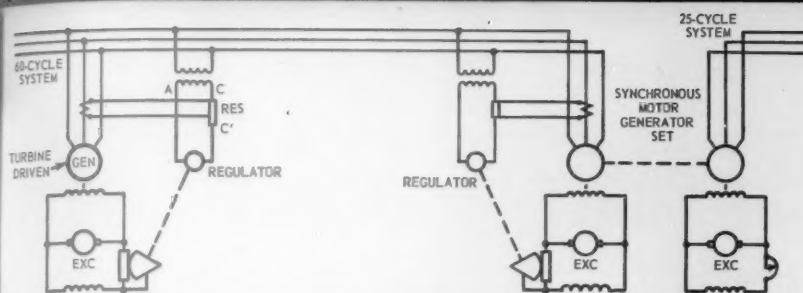 25-CYCLE
SYSTEM
60-CYCLE
SYSTEM
A
C
RES
C'
SYNCHRONOUS
MOTOR
GENERATOR
SET
TURBINE
DRIVEN
GEN
REGULATOR
REGULATOR
EXC
EXC
EXC